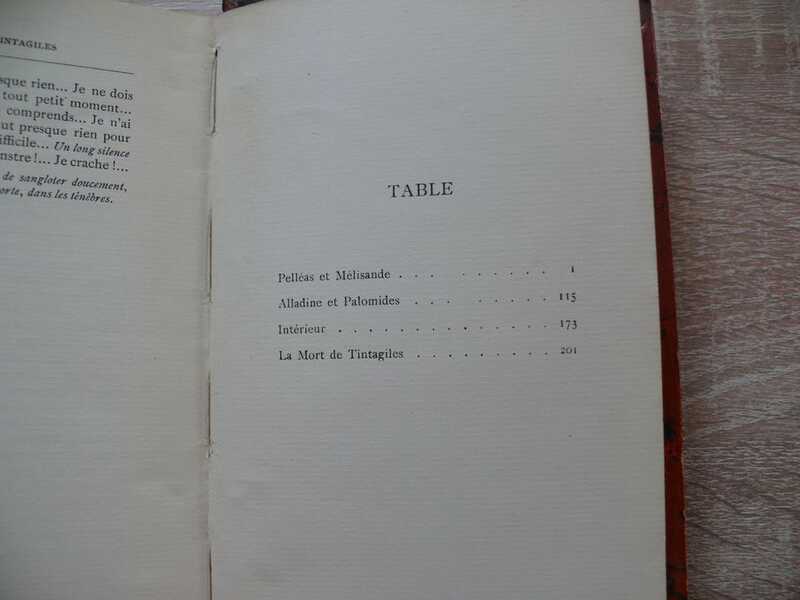 INTAGILES
sque rien... Je ne dois
tout petit moment...
comprends... Je n'ai
ut presque rien pour
ifficile... Un long silence
nstre !... Je crache !...
de sangloter doucement,
orte, dans les ténèbres.
TABLE
Pelléas et Mélisande . . . . . . . . 1
Alladine et Palomides . . . . . . . . 115
Intérieur . . . . . . . . . . . . 173
La Mort de Tintagiles . . . . . . . . . 201